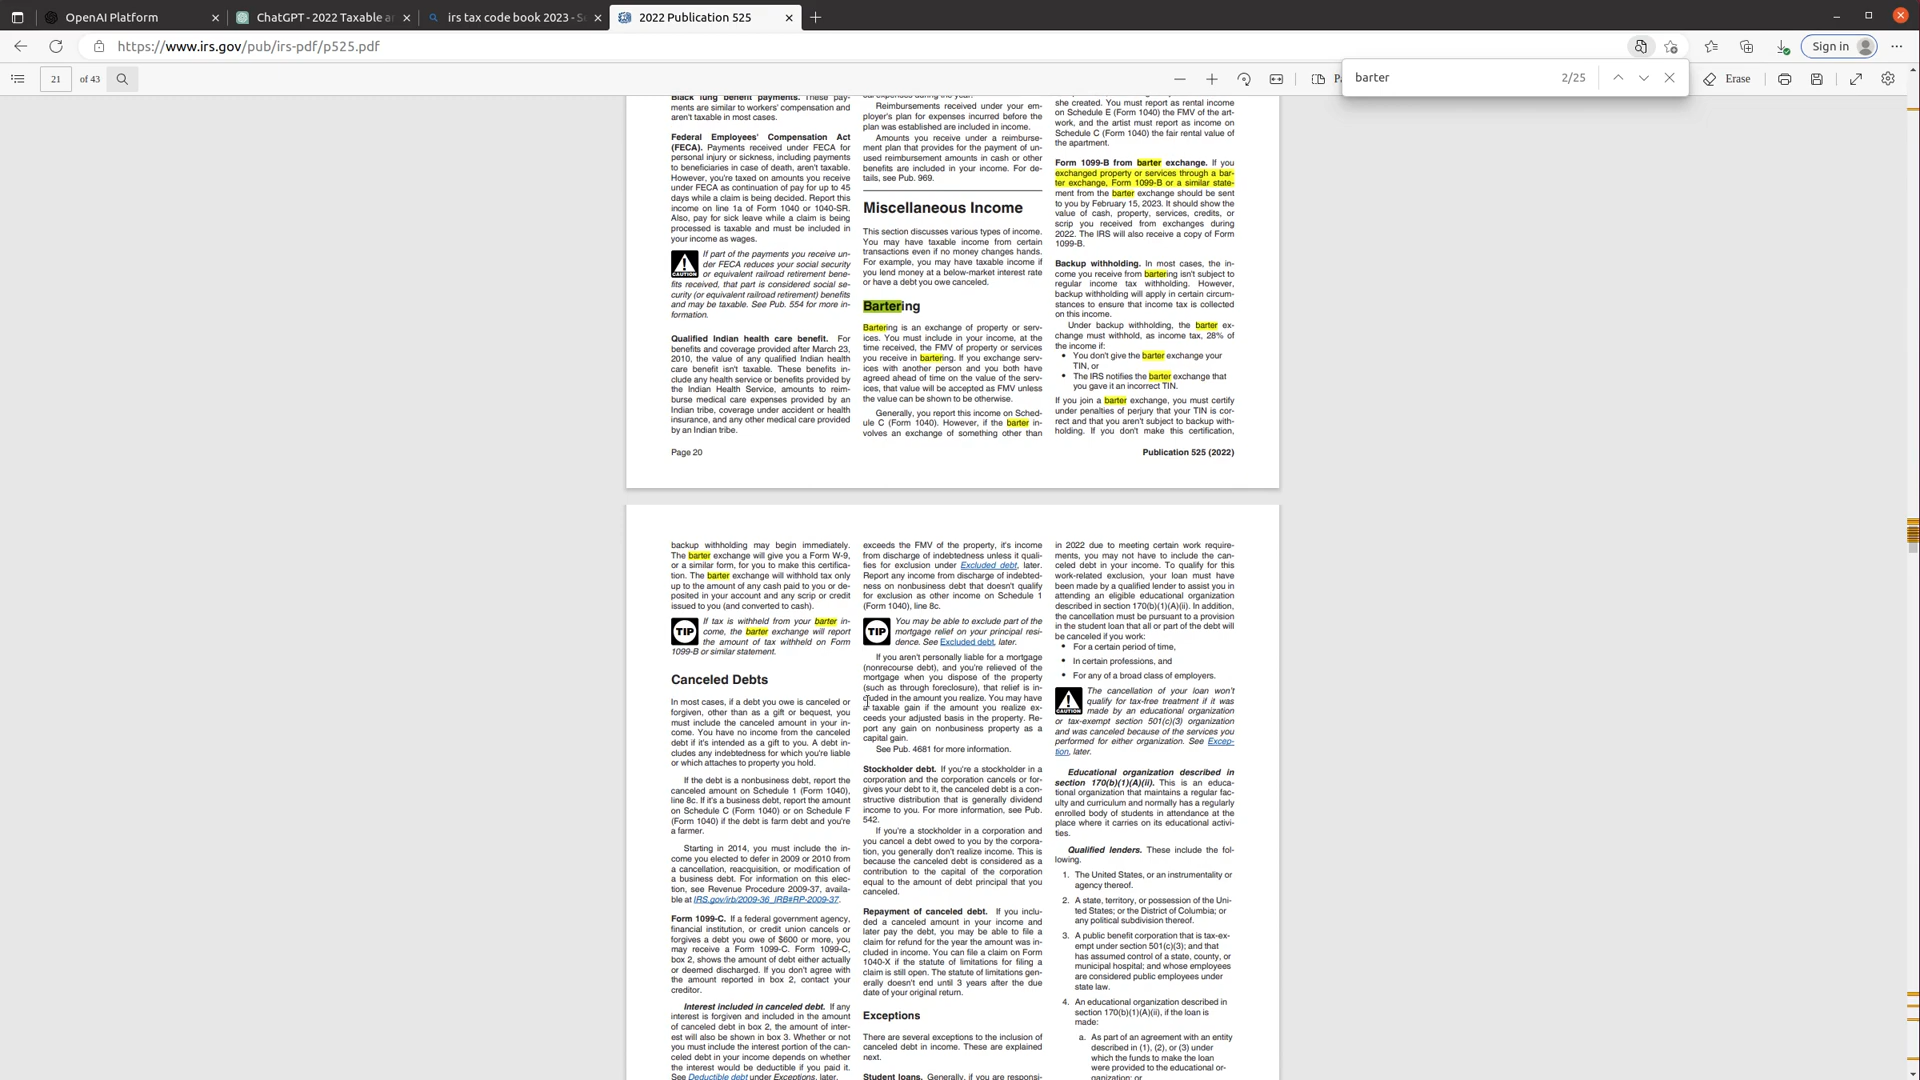 OpenAI Platform
ChatGPT - 2022 Taxable a
irs tax code book 2023 - S
2022 Publication 525
https://www.irs.gov/pub/irs-pdf/p525.pdf
Sign in
21
of 43
barter
2/25
Erase
Black lung benefit payments. These pay-
ments are similar to workers' compensation and
aren't taxable in most cases.
Federal Employees' Compensation Act
(FECA). Payments received under FECA for
personal injury or sickness, including payments
to beneficiaries in case of death, aren't taxable.
However, you're taxed on amounts you receive
under FECA as continuation of pay for up to 45
days while a claim is being decided. Report this
income on line 1a of Form 1040 or 1040-SR.
Also, pay for sick leave while a claim is being
processed is taxable and must be included in
your income as wages.
CAUTION
If part of the payments you receive un-
der FECA reduces your social security
or equivalent railroad retirement bene-
fits received, that part is considered social se-
curity (or equivalent railroad retirement) benefits
and may be taxable. See Pub. 554 for more in-
formation.
Qualified Indian health care benefit. For
benefits and coverage provided after March 23,
2010, the value of any qualified Indian health
care benefit isn't taxable. These benefits in-
clude any health service or benefits provided by
the Indian Health Service, amounts to reim-
burse medical care expenses provided by an
Indian tribe, coverage under accident or health
insurance, and any other medical care provided
by an Indian tribe.
Page 20
Reimbursements received under your em-
ployer's plan for expenses incurred before the
plan was established are included in income.
Amounts you receive under a reimburse-
ment plan that provides for the payment of un-
used reimbursement amounts in cash or other
benefits are included in your income. For de-
tails, see Pub. 969.
Miscellaneous Income
This section discusses various types of income.
You may have taxable income from certain
transactions even if no money changes hands.
For example, you may have taxable income if
you lend money at a below-market interest rate
or have a debt you owe canceled.
Bartering
Bartering is an exchange of property or serv-
ices. You must include in your income, at the
time received, the FMV of property or services
you receive in bartering. If you exchange serv-
ices with another person and you both have
agreed ahead of time on the value of the serv-
ices, that value will be accepted as FMV unless
the value can be shown to be otherwise.
Generally, you report this income on Sched-
ule C (Form 1040). However, if the barter in-
volves an exchange of something other than
she created. You must report as rental income
on Schedule E (Form 1040) the FMV of the art-
work, and the artist must report as income on
Schedule C (Form 1040) the fair rental value of
the apartment.
Form 1099-B from barter exchange. If you
exchanged property or services through a bar-
ter exchange, Form 1099-B or a similar state-
ment from the barter exchange should be sent
to you by February 15, 2023. It should show the
value of cash, property, services, credits, or
scrip you received from exchanges during
2022. The IRS will also receive a copy of Form
1099-B.
Backup withholding. In most cases, the in-
come you receive from bartering isn't subject to
regular income tax withholding. However,
backup withholding will apply in certain circum-
stances to ensure that income tax is collected
on this income.
Under backup withholding, the barter ex-
change must withhold, as income tax, 28% of
the income if:
• You don't give the barter exchange your
TIN, or
• The IRS notifies the barter exchange that
you gave it an incorrect TIN.
If you join a barter exchange, you must certify
under penalties of perjury that your TIN is cor-
rect and that you aren't subject to backup with-
holding. If you don't make this certification,
Publication 525 (2022)
backup withholding may begin immediately.
The barter exchange will give you a Form W-9,
or a similar form, for you to make this certifica-
tion. The barter exchange will withhold tax only
up to the amount of any cash paid to you or de-
posited in your account and any scrip or credit
issued to you (and converted to cash).
TIP
If tax is withheld from your barter in-
come, the barter exchange will report
the amount of tax withheld on Form
1099-B or similar statement.
Canceled Debts
In most cases, if a debt you owe is canceled or
forgiven, other than as a gift or bequest, you
must include the canceled amount in your in-
come. You have no income from the canceled
debt if it's intended as a gift to you. A debt in-
cludes any indebtedness for which you're liable
or which attaches to property you hold.
If the debt is a nonbusiness debt, report the
canceled amount on Schedule 1 (Form 1040),
line 8c. If it's a business debt, report the amount
on Schedule C (Form 1040) or on Schedule F
(Form 1040) if the debt is farm debt and you're
a farmer.
Starting in 2014, you must include the in-
come you elected to defer in 2009 or 2010 from
a cancellation, reacquisition, or modification of
a business debt. For information on this elec-
tion, see Revenue Procedure 2009-37, availa-
ble at IRS.gov/irb/2009-36_IRB#RP-2009-37.
Form 1099-C. If a federal government agency,
financial institution, or credit union cancels or
forgives a debt you owe of $600 or more, you
may receive a Form 1099-C. Form 1099-C,
box 2, shows the amount of debt either actually
or deemed discharged. If you don't agree with
the amount reported in box 2, contact your
creditor.
Interest included in canceled debt. If any
interest is forgiven and included in the amount
of canceled debt in box 2, the amount of inter-
est will also be shown in box 3. Whether or not
you must include the interest portion of the can-
celed debt in your income depends on whether
the interest would be deductible if you paid it.
See Deductible debt under Exceptions, later.
exceeds the FMV of the property, it's income
from discharge of indebtedness unless it quali-
fies for exclusion under Excluded debt, later.
Report any income from discharge of indebted-
ness on nonbusiness debt that doesn't qualify
for exclusion as other income on Schedule 1
(Form 1040), line 8c.
TIP
You may be able to exclude part of the
mortgage relief on your principal resi-
dence. See Excluded debt, later.
If you aren't personally liable for a mortgage
(nonrecourse debt), and you're relieved of the
mortgage when you dispose of the property
(such as through foreclosure), that relief is in-
cluded in the amount you realize. You may have
a taxable gain if the amount you realize ex-
ceeds your adjusted basis in the property. Re-
port any gain on nonbusiness property as a
capital gain.
See Pub. 4681 for more information.
Stockholder debt. If you're a stockholder in a
corporation and the corporation cancels or for-
gives your debt to it, the canceled debt is a con-
structive distribution that is generally dividend
income to you. For more information, see Pub.
542.
If you're a stockholder in a corporation and
you cancel a debt owed to you by the corpora-
tion, you generally don't realize income. This is
because the canceled debt is considered as a
contribution to the capital of the corporation
equal to the amount of debt principal that you
canceled.
Repayment of canceled debt. If you inclu-
ded a canceled amount in your income and
later pay the debt, you may be able to file a
claim for refund for the year the amount was in-
cluded in income. You can file a claim on Form
1040-X if the statute of limitations for filing a
claim is still open. The statute of limitations gen-
erally doesn't end until 3 years after the due
date of your original return.
Exceptions
There are several exceptions to the inclusion of
canceled debt in income. These are explained
next.
Student loans. Generally, if you are responsi-
in 2022 due to meeting certain work require-
ments, you may not have to include the can-
celed debt in your income. To qualify for this
work-related exclusion, your loan must have
been made by a qualified lender to assist you in
attending an eligible educational organization
described in section 170(b)(1)(A)(ii). In addition,
the cancellation must be pursuant to a provision
in the student loan that all or part of the debt will
be canceled if you work:
• For a certain period of time,
• In certain professions, and
• For any of a broad class of employers.
CAUTION
The cancellation of your loan won't
qualify for tax-free treatment if it was
made by an educational organization
or tax-exempt section 501(c)(3) organization
and was canceled because of the services you
performed for either organization. See Excep-
tion, later.
Educational organization described in
section 170(b)(1)(A)(ii). This is an educa-
tional organization that maintains a regular fac-
ulty and curriculum and normally has a regularly
enrolled body of students in attendance at the
place where it carries on its educational activi-
ties.
Qualified lenders. These include the fol-
lowing.
1. The United States, or an instrumentality or
agency thereof.
2. A state, territory, or possession of the Uni-
ted States; or the District of Columbia; or
any political subdivision thereof.
3. A public benefit corporation that is tax-ex-
empt under section 501(c)(3); and that
has assumed control of a state, county, or
municipal hospital; and whose employees
are considered public employees under
state law.
4. An educational organization described in
section 170(b)(1)(A)(ii), if the loan is
made:
a. As part of an agreement with an entity
described in (1), (2), or (3) under
which the funds to make the loan
were provided to the educational or-
ganization; or